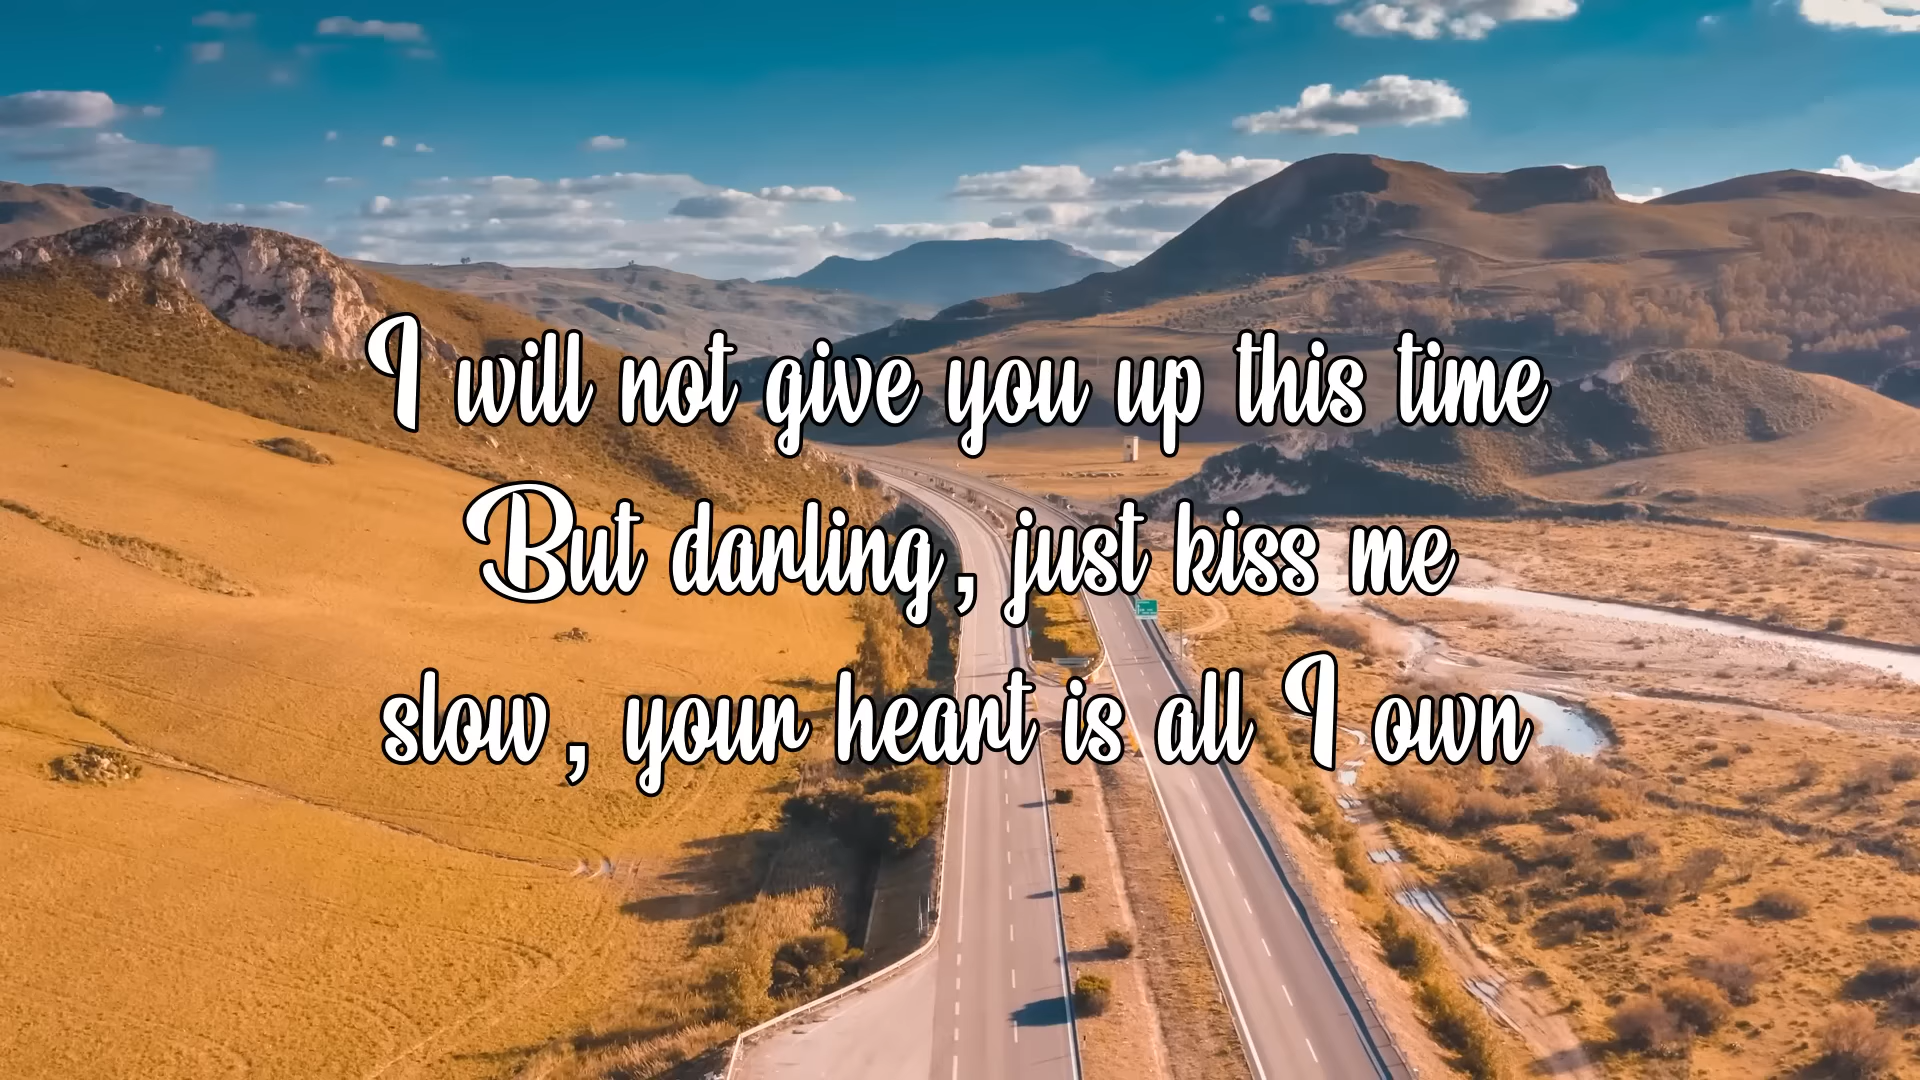 I will not give you up this time
But darling, just kiss me
slow, your heart is all I own